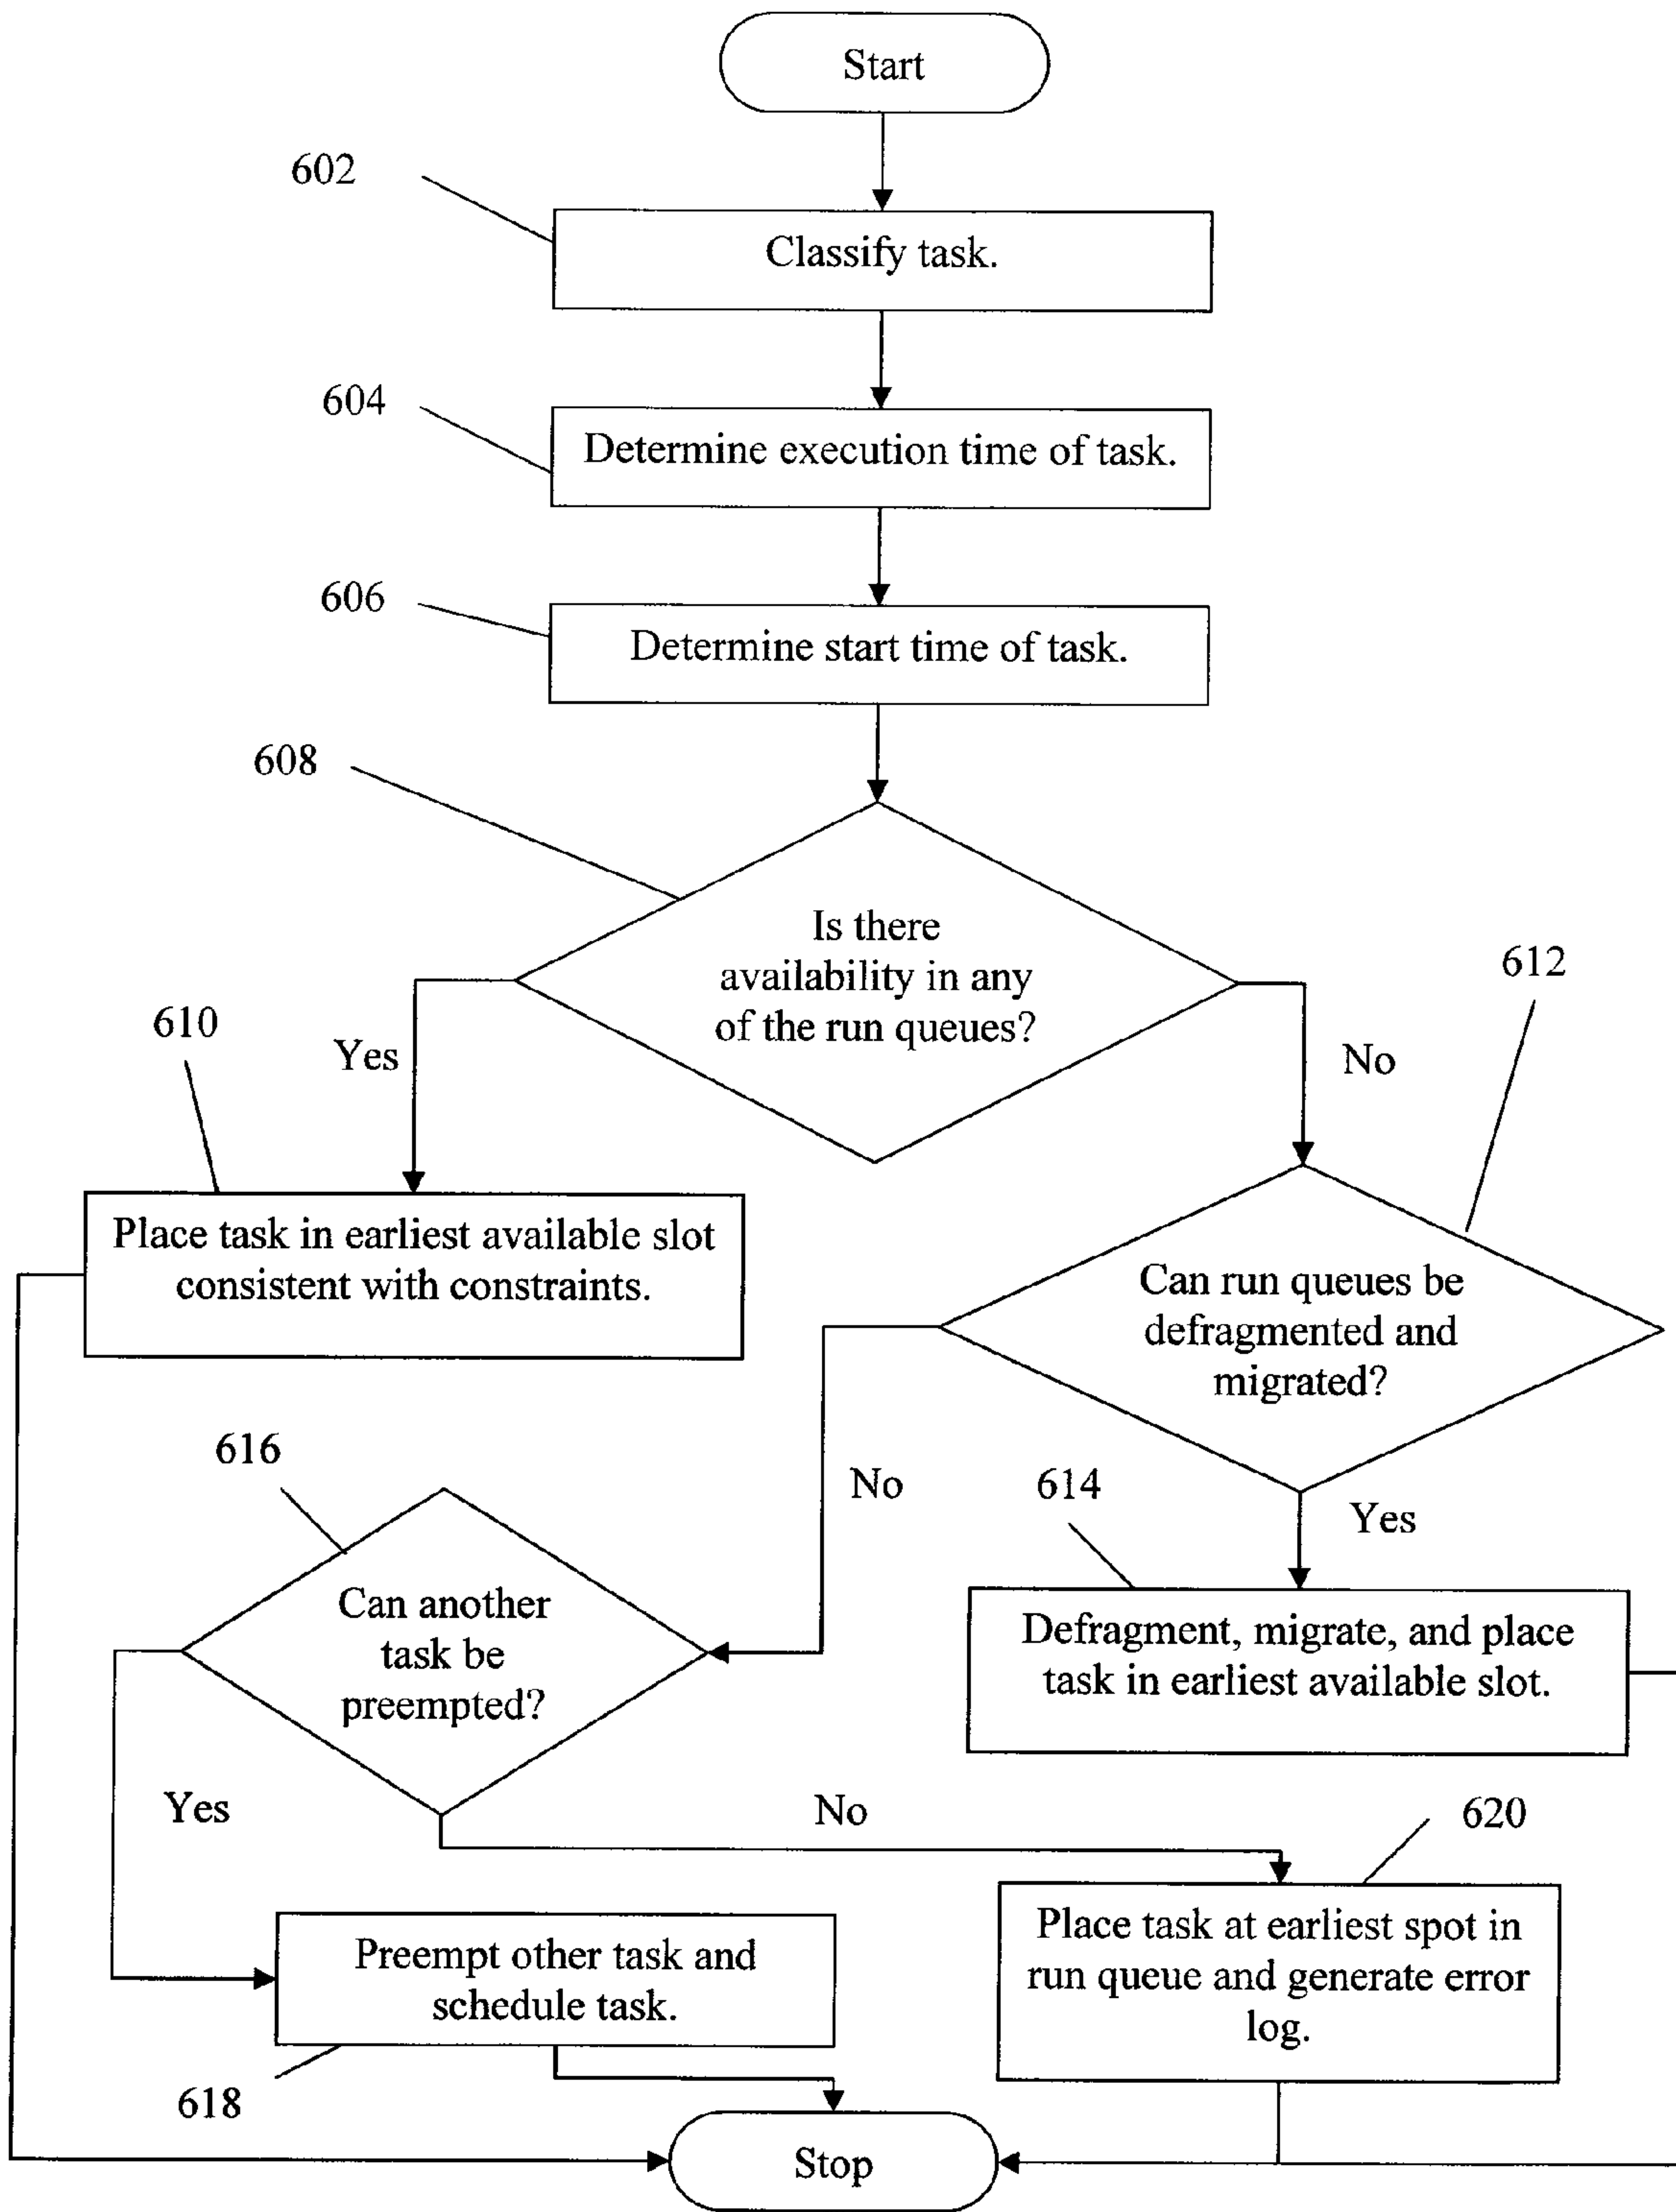 Start
602
Classify task.
604
Determine execution time of task.
606
Determine start time of task.
608
Is there
availability in any
of the run queues?
612
610
Yes
No
Place task in earliest available slot
consistent with constraints.
Can run queues be
defragmented and
migrated?
616
No
614
Yes
Can another
task be
preempted?
Defragment, migrate, and place
task in earliest available slot.
Yes
No
620
Place task at earliest spot in
run queue and generate error
log.
Preempt other task and
schedule task.
618
Stop